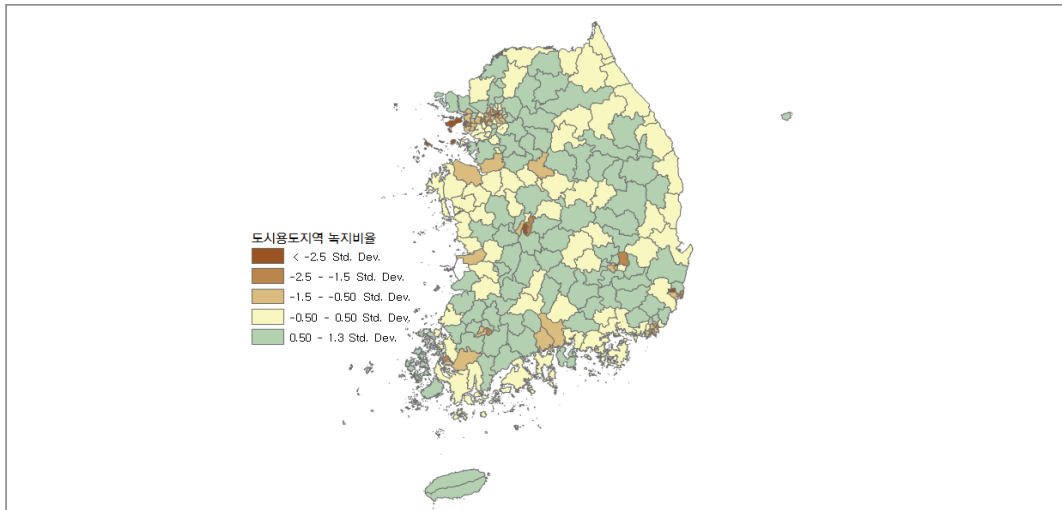 도시용도지역 녹지비율
< -2.5 Std. Dev.
-2.5 - -1.5 Std. Dev.
-1.5 - -0.50 Std. Dev.
-0.50 - 0.50 Std. Dev.
0.50 - 1.3 Std. Dev.